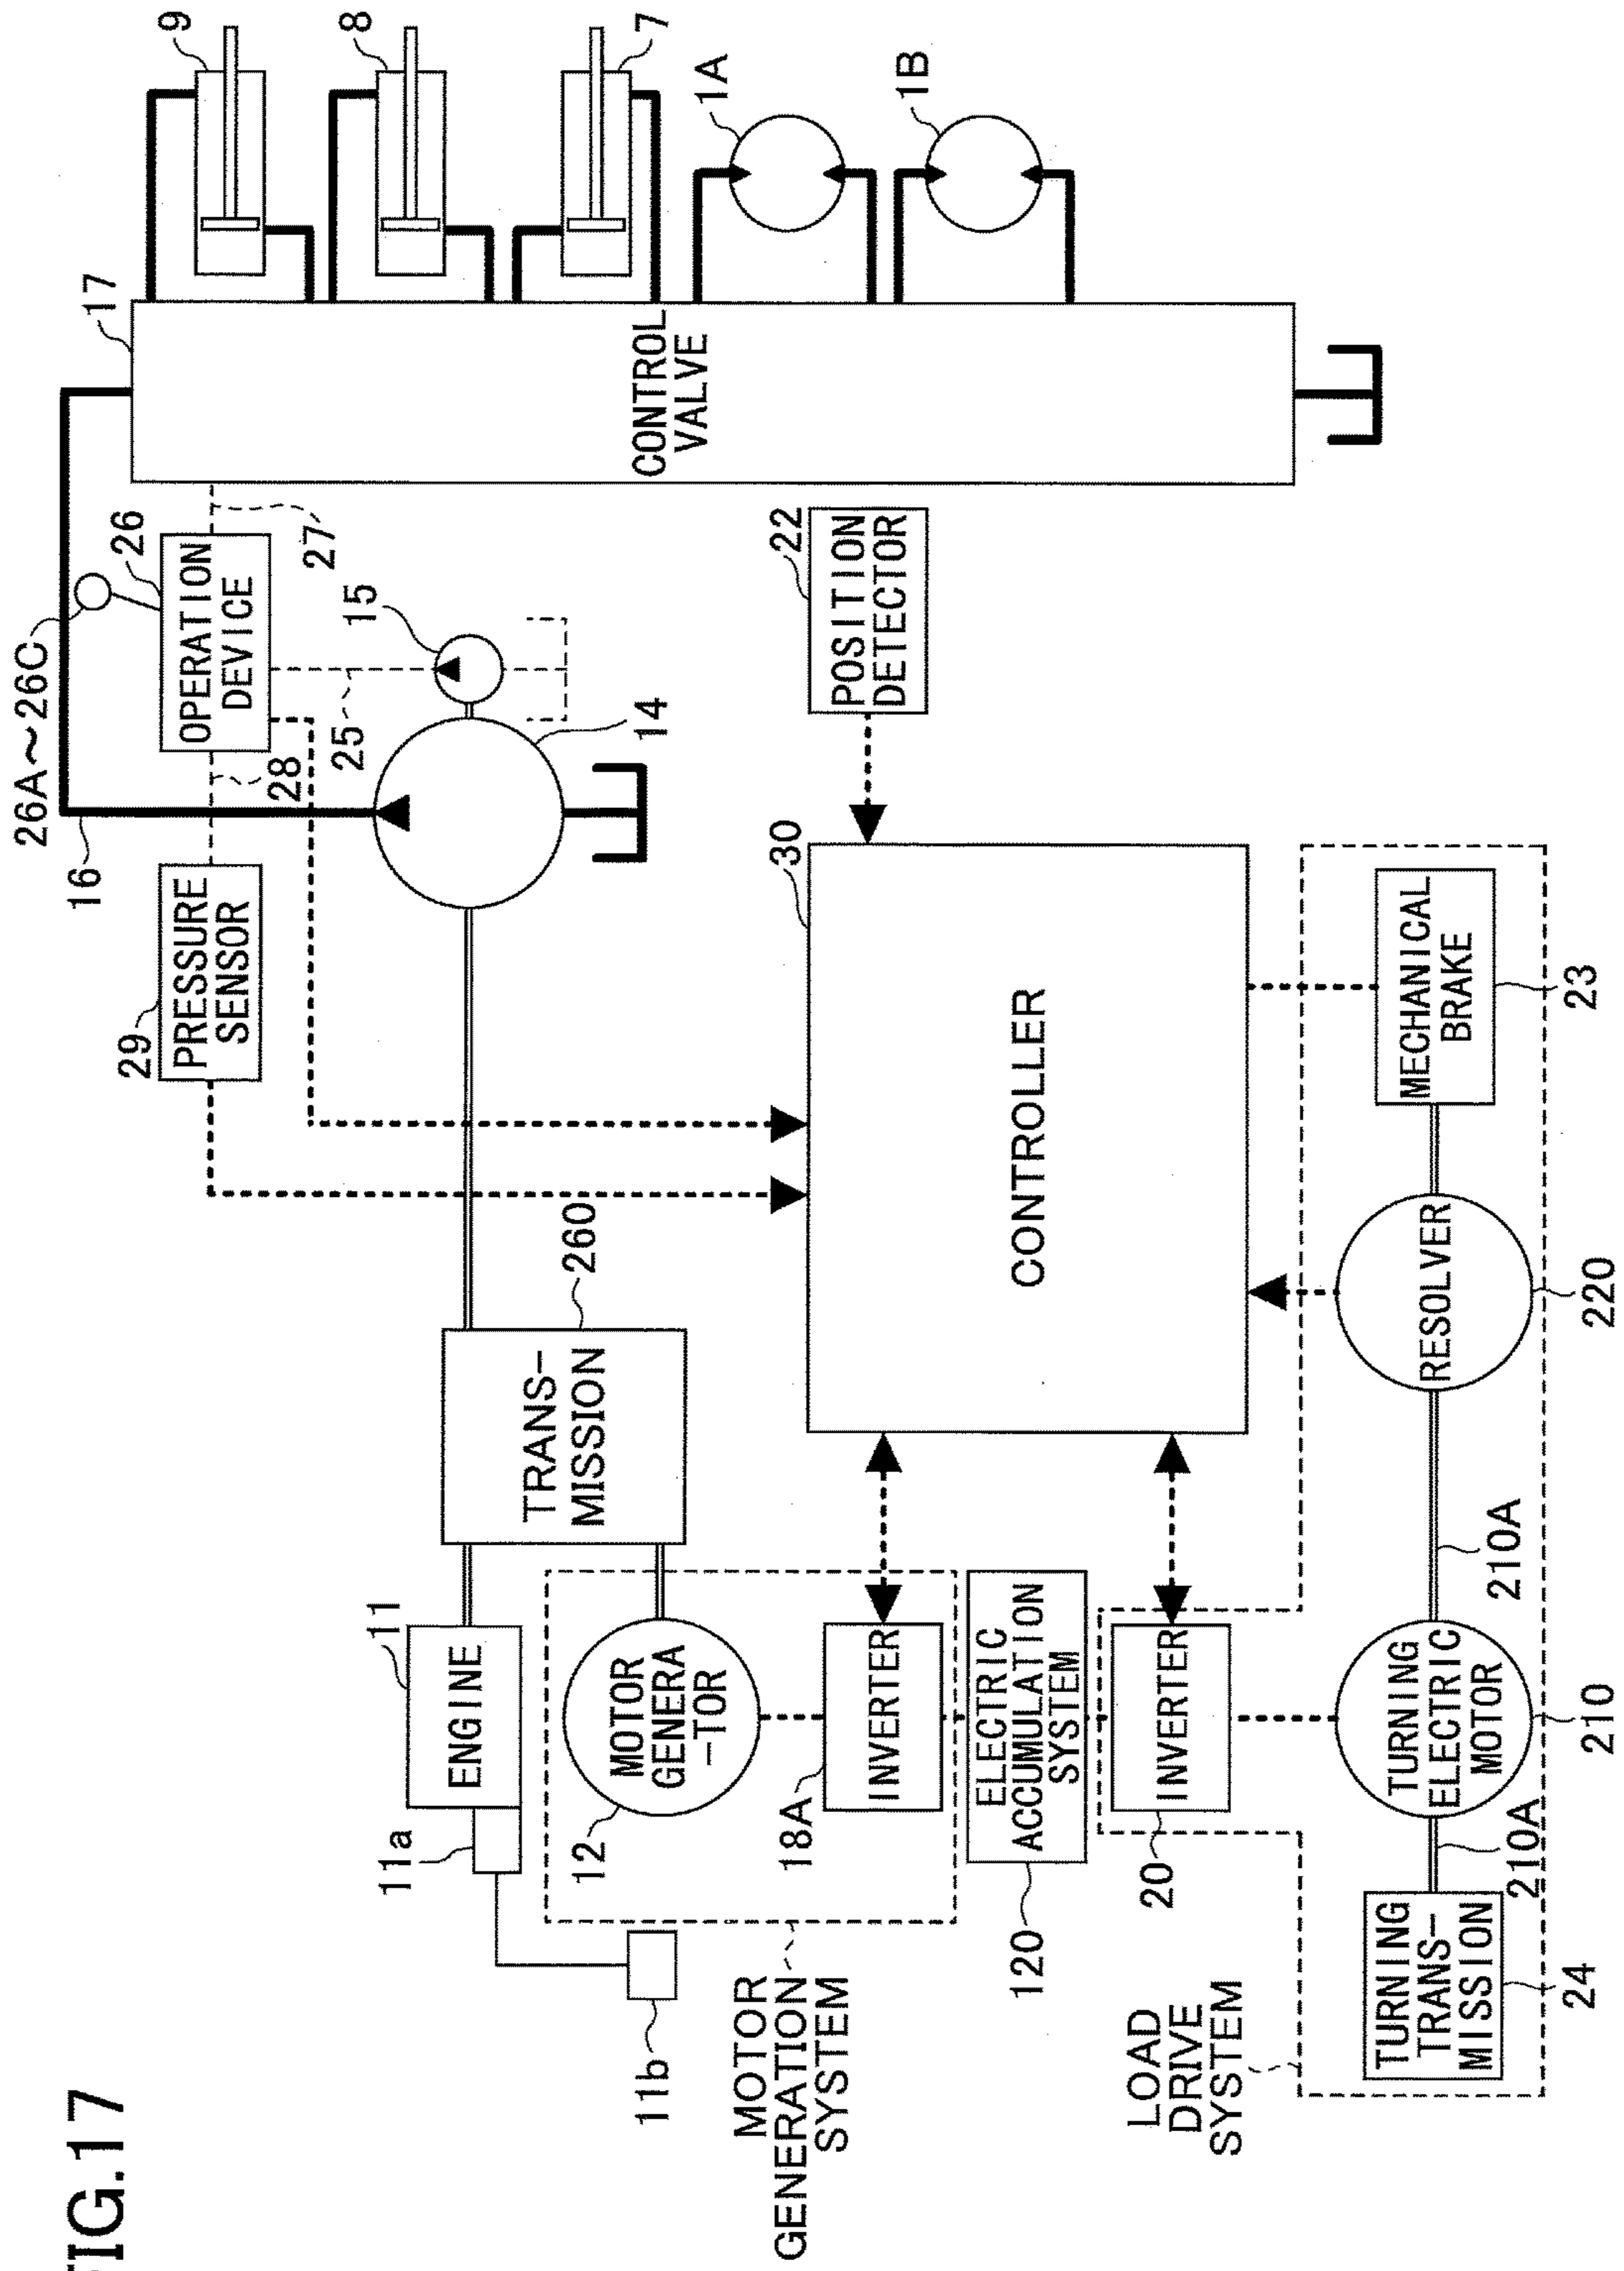 FIG.17
26A~26C
16
29
PRESSURE
SENSOR
28
OPERATION
DEVICE
26
27
25
15
14
17
CONTROL
VALVE
9
8
7
1A
1B
11
ENGINE
11a
11b
TRANS-
MISSION
260
12
MOTOR
GENERA
-TOR
18A
INVERTER
MOTOR
GENERATION
SYSTEM
ELECTRIC
ACCUMULATION
SYSTEM
120
INVERTER
20
LOAD
DRIVE
SYSTEM
30
CONTROLLER
22
POSITION
DETECTOR
TURNING
TRANS-
MISSION
24
210A
TURNING
ELECTRIC
MOTOR
210
210A
RESOLVER
220
MECHANICAL
BRAKE
23